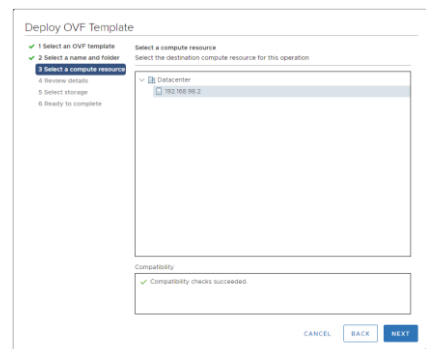 Deploy OVF Template
1 Select an OVF template
2 Select a name and folder
3 Select a compute resource
4 Review details
5 Select storage
6 Ready to complete
Select a compute resource
Select the destination compute resource for this operation
Datacenter
192.168.98.2
Compatibility
Compatibility checks succeeded.
CANCEL BACK NEXT